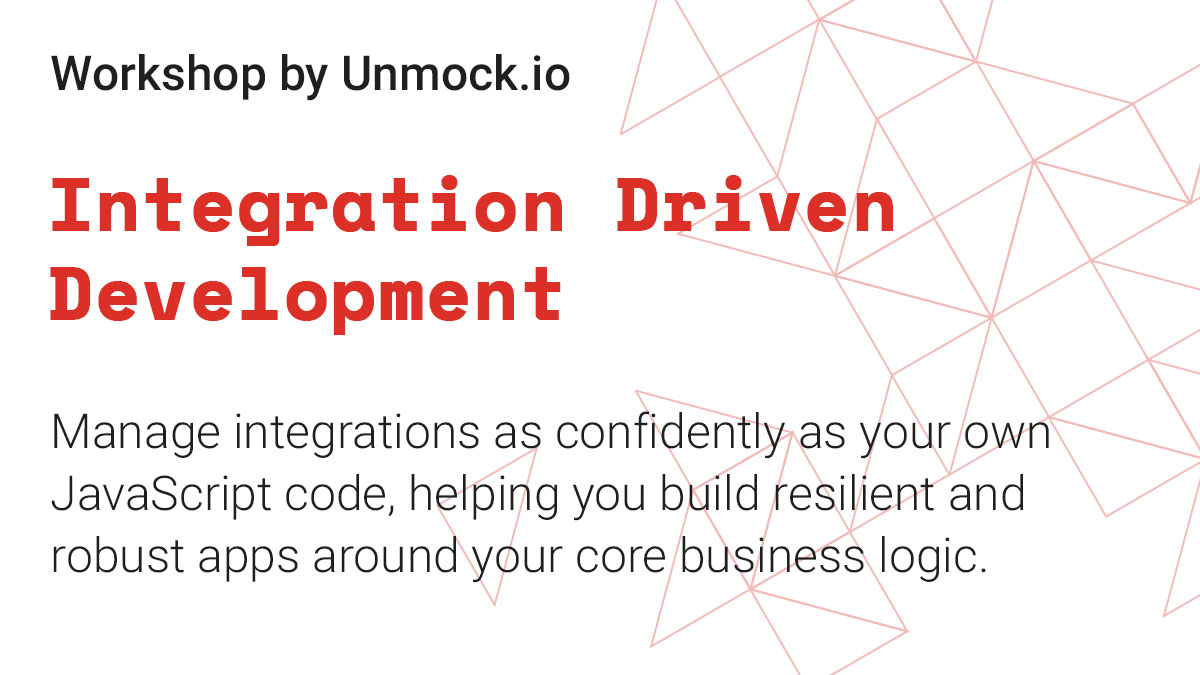 Workshop by Unmock.io
Integration Driven
Development
Manage integrations as confidently as your own
JavaScript code, helping you build resilient and
robust apps around your core business logic.